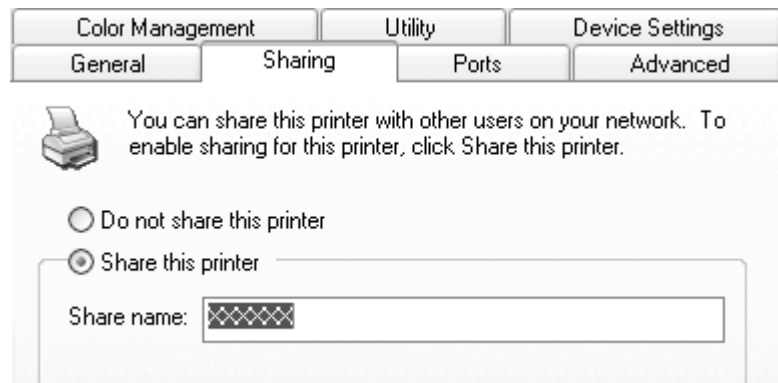 Color Management Utility Device Settings
General Sharing Ports Advanced
You can share this printer with other users on your network. To
enable sharing for this printer, click Share this printer.
Do not share this printer
Share this printer
Share name: XXXXXX